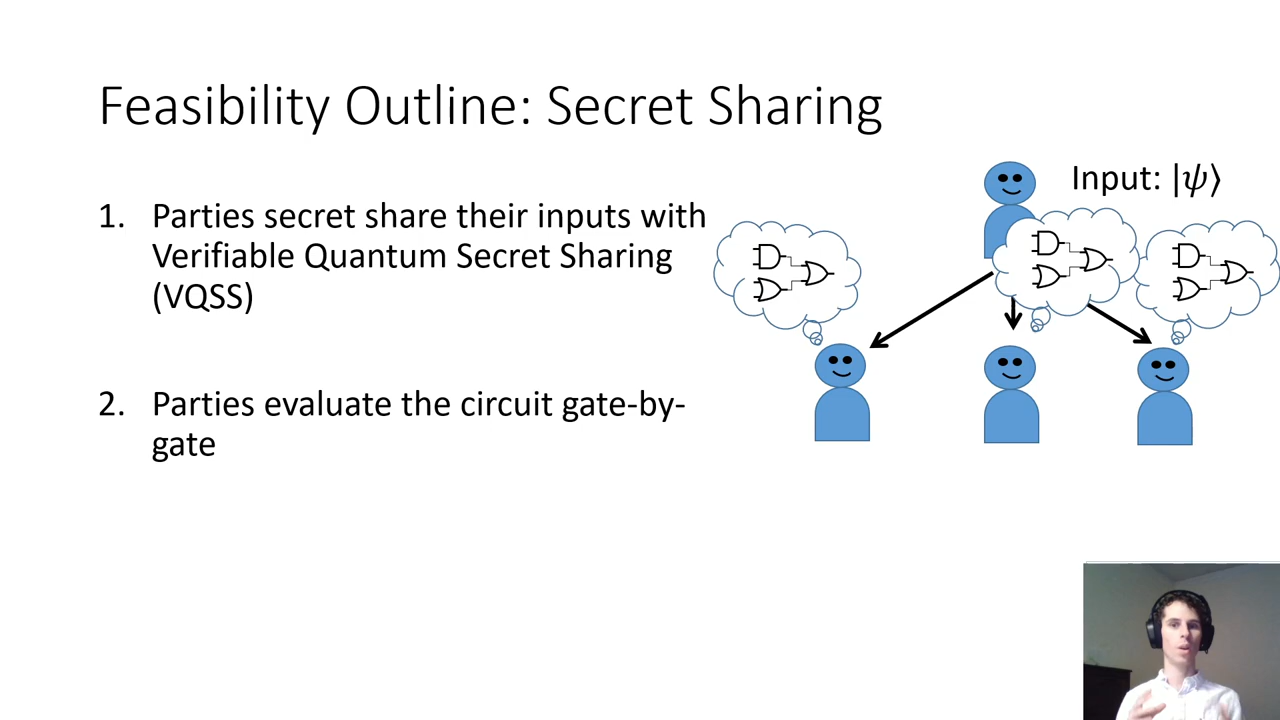 Feasibility Outline: Secret Sharing
Input: |𝜓⟩
1. Parties secret share their inputs with
Verifiable Quantum Secret Sharing
(VQSS)
2. Parties evaluate the circuit gate-by-
gate